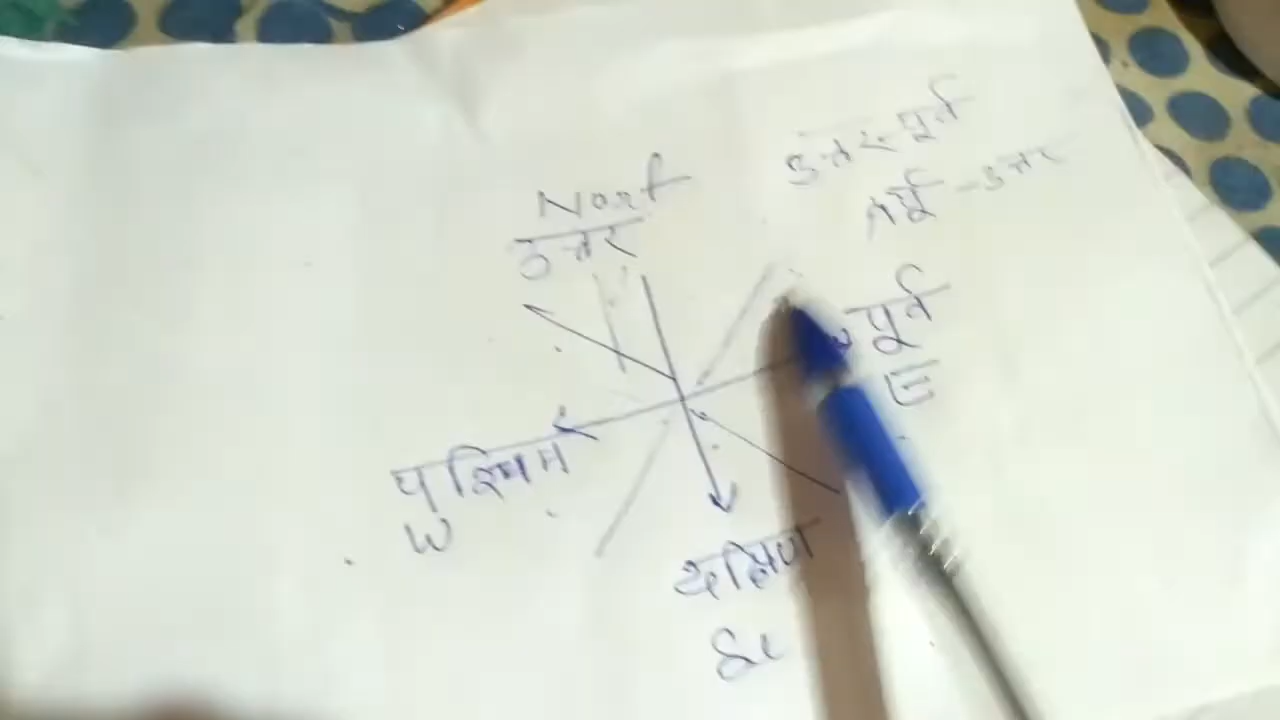 उत्तर-पूर्व
पूर्व-उत्तर
Nort
उत्तर
पूर्व
E
पश्चिम
W
दक्षिण